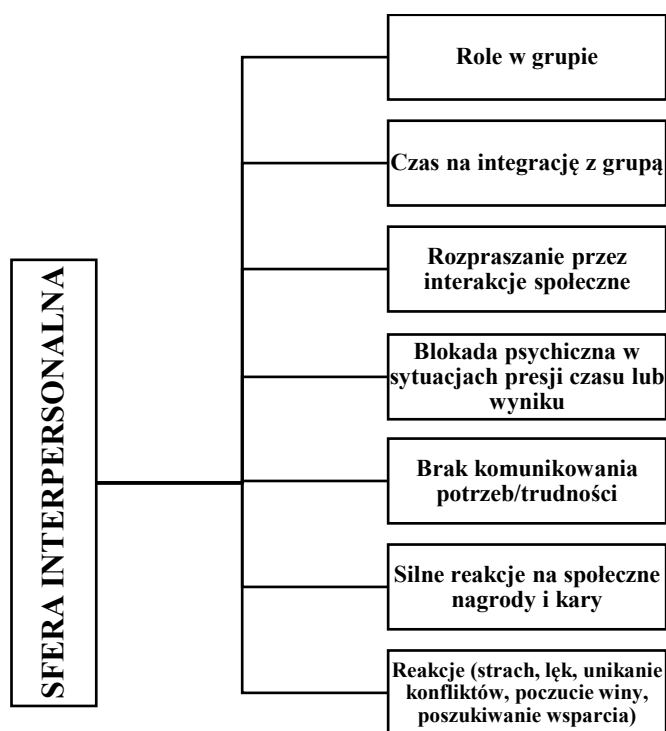 SFERA INTERPERSONALNA
Role w grupie
Czas na integrację z grupą
Rozpraszanie przez
interakcje społeczne
Blokada psychiczna w
sytuacjach presji czasu lub
wyniku
Brak komunikowania
potrzeb/trudności
Silne reakcje na społeczne
nagrody i kary
Reakcje (strach, lęk, unikanie
konfliktów, poczucie winy,
poszukiwanie wsparcia)